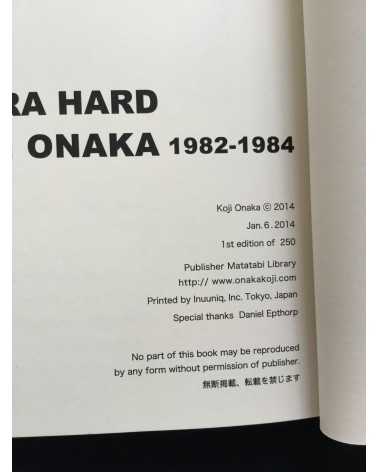 RA HARD
ONAKA 1982-1984
Koji Onaka © 2014
Jan. 6 . 2014
1st edition of 250
Publisher Matatabi Library
http:// www.onakakoji.com
Printed by Inuuniq, Inc. Tokyo, Japan
Special thanks Daniel Epthorp
No part of this book may be reproduced
by any form without permission of publisher.
無断掲載、転載を禁じます